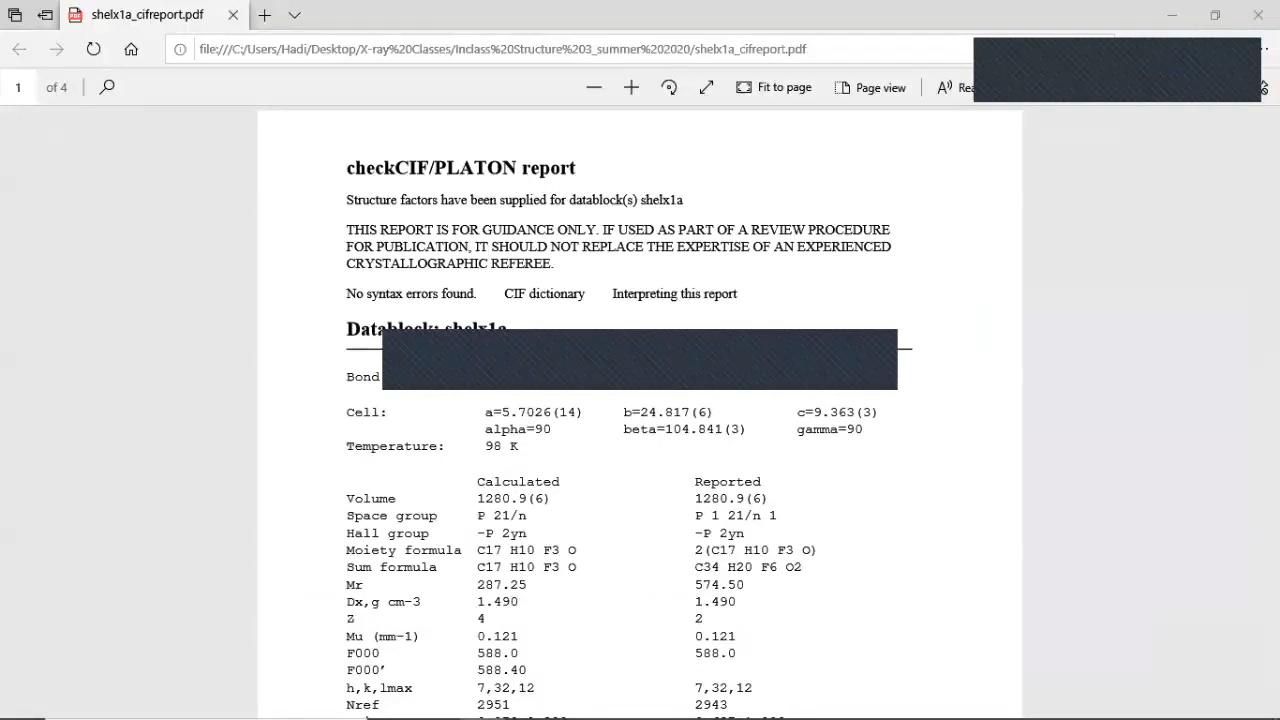 shelx1a_cifreport.pdf
file:///C:/Users/Hadi/Desktop/X-ray%20Classes/Inclass%20Structure%203_summer%202020/shelx1a_cifreport.pdf
1 of 4 Fit to page Page view
checkCIF/PLATON report
Structure factors have been supplied for datablock(s) shelx1a
THIS REPORT IS FOR GUIDANCE ONLY. IF USED AS PART OF A REVIEW PROCEDURE
FOR PUBLICATION, IT SHOULD NOT REPLACE THE EXPERTISE OF AN EXPERIENCED
CRYSTALLOGRAPHIC REFEREE.
No syntax errors found. CIF dictionary Interpreting this report
Datablock: shelx1a
Bond
Cell: a=5.7026(14) b=24.817(6) c=9.363(3)
alpha=90 beta=104.841(3) gamma=90
Temperature: 98 K
Calculated Reported
Volume 1280.9(6) 1280.9(6)
Space group P 21/n P 1 21/n 1
Hall group -P 2yn -P 2yn
Moiety formula C17 H10 F3 O 2(C17 H10 F3 O)
Sum formula C17 H10 F3 O C34 H20 F6 O2
Mr 287.25 574.50
Dx,g cm-3 1.490 1.490
Z 4 2
Mu (mm-1) 0.121 0.121
F000 588.0 588.0
F000' 588.40
h,k,lmax 7,32,12 7,32,12
Nref 2951 2943